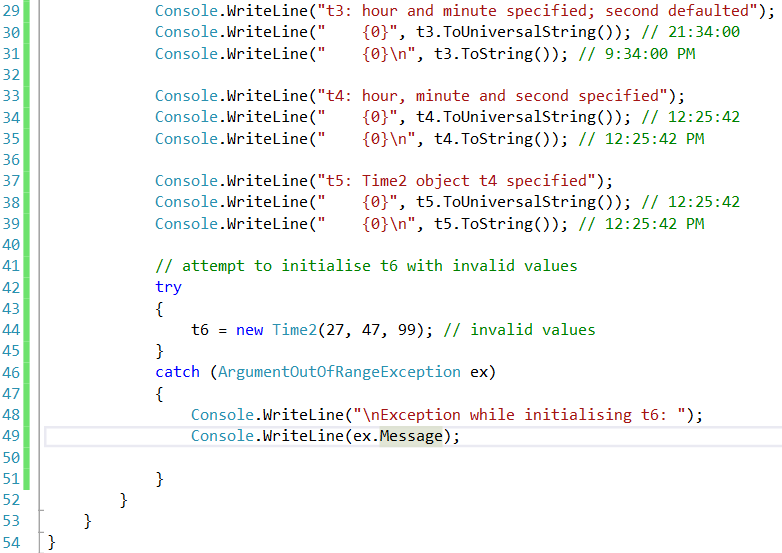 29 Console.WriteLine("t3: hour and minute specified; second defaulted");
30 Console.WriteLine("    {0}", t3.ToUniversalString()); // 21:34:00
31 Console.WriteLine("    {0}\n", t3.ToString()); // 9:34:00 PM
32
33 Console.WriteLine("t4: hour, minute and second specified");
34 Console.WriteLine("    {0}", t4.ToUniversalString()); // 12:25:42
35 Console.WriteLine("    {0}\n", t4.ToString()); // 12:25:42 PM
36
37 Console.WriteLine("t5: Time2 object t4 specified");
38 Console.WriteLine("    {0}", t5.ToUniversalString()); // 12:25:42
39 Console.WriteLine("    {0}\n", t5.ToString()); // 12:25:42 PM
40
41 // attempt to initialise t6 with invalid values
42 try
43 {
44 t6 = new Time2(27, 47, 99); // invalid values
45 }
46 catch (ArgumentOutOfRangeException ex)
47 {
48 Console.WriteLine("\nException while initialising t6: ");
49 Console.WriteLine(ex.Message);
50
51 }
52 }
53 }
54 }